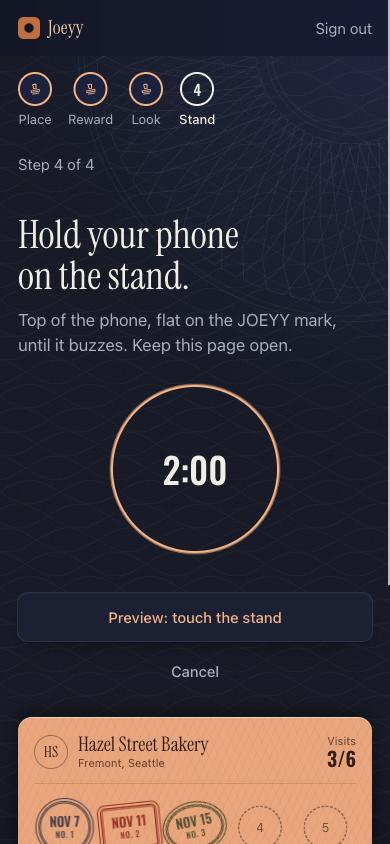 Joeyy
Sign out
4
Place Reward Look Stand
Step 4 of 4
Hold your phone
on the stand.
Top of the phone, flat on the JOEYY mark,
until it buzzes. Keep this page open.
2:00
Preview: touch the stand
Cancel
HS
Hazel Street Bakery
Fremont, Seattle
Visits
3/6
NOV 7
NO. 1
NOV 11
NO. 2
NOV 15
NO. 3
4
5